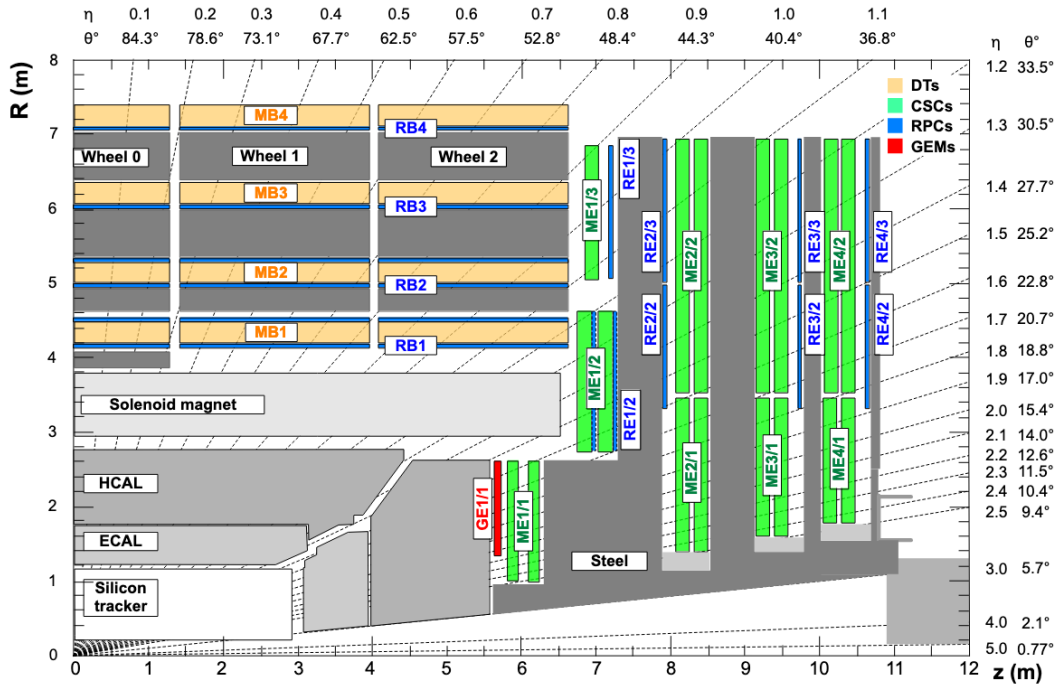 η 0.1 0.2 0.3 0.4 0.5 0.6 0.7 0.8 0.9 1.0 1.1
θ° 84.3° 78.6° 73.1° 67.7° 62.5° 57.5° 52.8° 48.4° 44.3° 40.4° 36.8° η θ°
R (m)
8
7
6
5
4
3
2
1
0
1.2 33.5°
1.3 30.5°
1.4 27.7°
1.5 25.2°
1.6 22.8°
1.7 20.7°
1.8 18.8°
1.9 17.0°
2.0 15.4°
2.1 14.0°
2.2 12.6°
2.3 11.5°
2.4 10.4°
2.5 9.4°
3.0 5.7°
4.0 2.1°
5.0 0.77°
DTs
CSCs
RPCs
GEMs
MB4
RB4
Wheel 0 Wheel 1 Wheel 2
MB3
RB3
MB2
RB2
MB1
RB1
Solenoid magnet
HCAL
ECAL
Silicon
tracker
Steel
GE1/1
ME1/1
ME1/2
RE1/2
ME1/3
RE1/3
RE2/3
RE2/2
ME2/2
ME2/1
ME3/2
ME3/1
RE3/3
RE3/2
ME4/2
ME4/1
RE4/3
RE4/2
0 1 2 3 4 5 6 7 8 9 10 11 12
z (m)